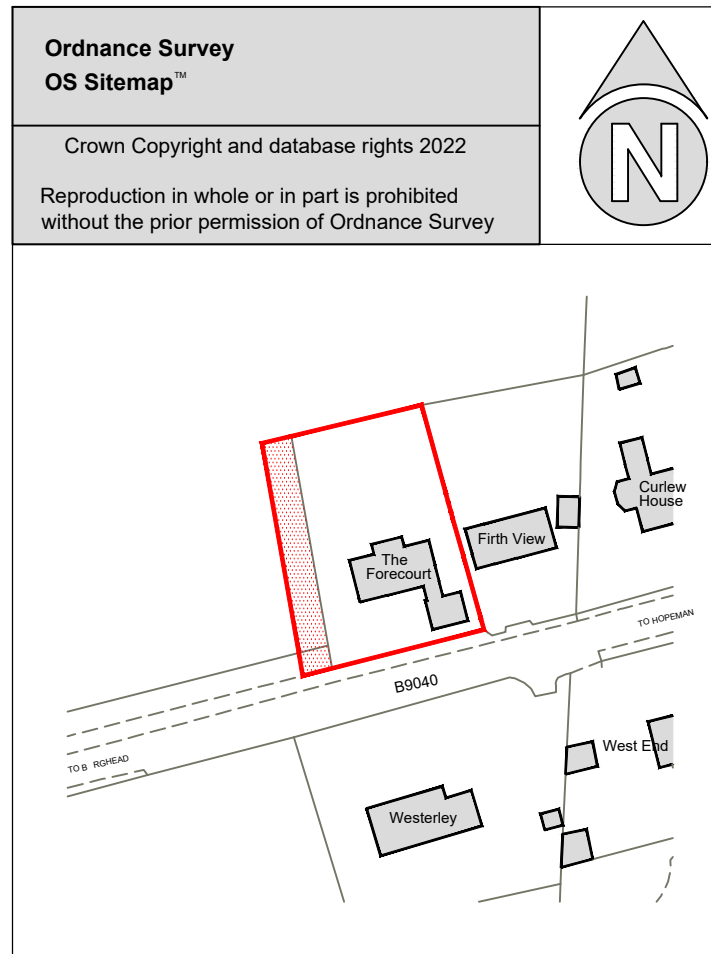 Ordnance Survey
OS Sitemap™
Crown Copyright and database rights 2022
Reproduction in whole or in part is prohibited
without the prior permission of Ordnance Survey
N
Curlew
House
Firth View
The
Forecourt
TO HOPEMAN
B9040
TO B RGHEAD
West End
Westerley